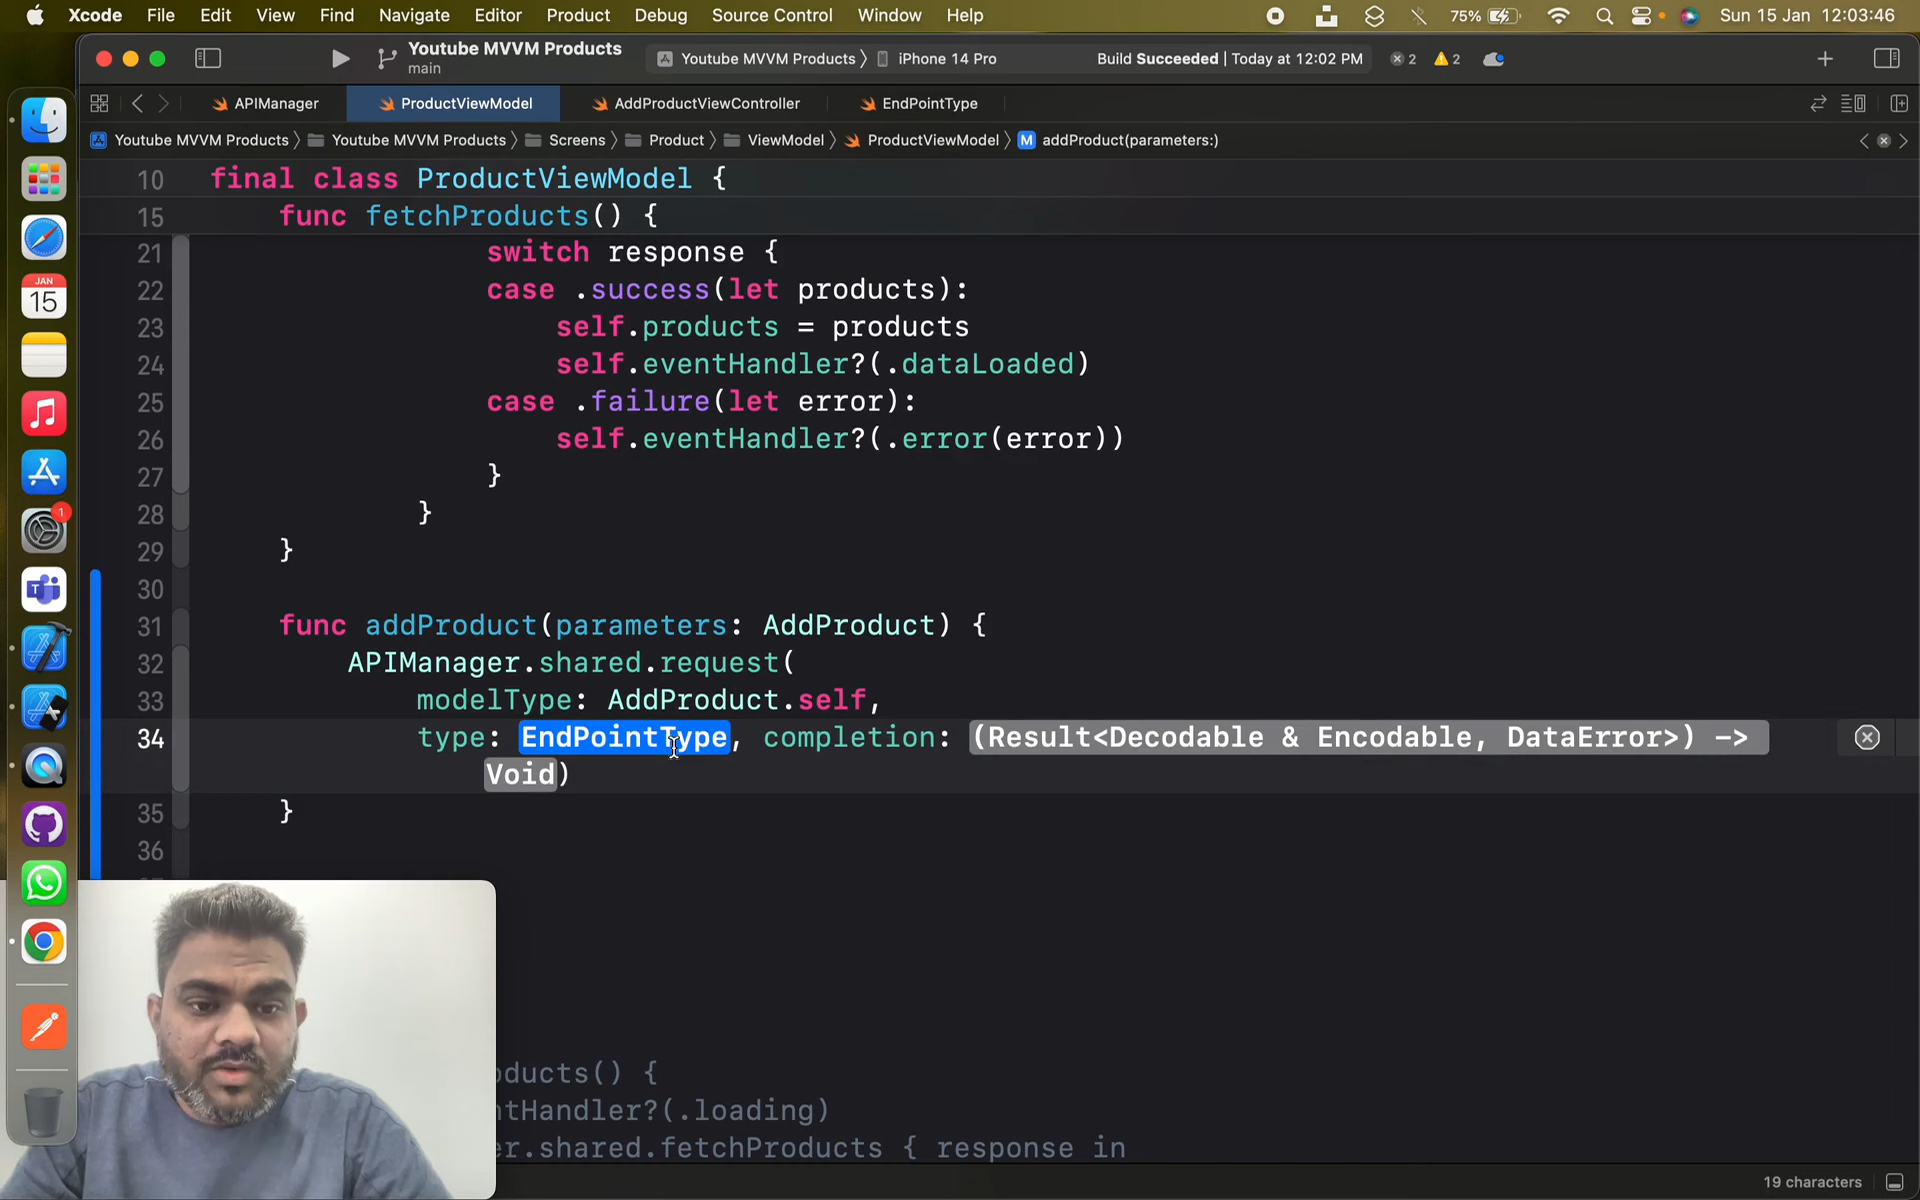 Xcode File Edit View Find Navigate Editor Product Debug Source Control Window Help 75% Sun 15 Jan 12:03:46
Youtube MVVM Products
main
Youtube MVVM Products 〉 iPhone 14 Pro Build Succeeded | Today at 12:02 PM 2 2
APIManager ProductViewModel AddProductViewController EndPointType
Youtube MVVM Products 〉 Youtube MVVM Products 〉 Screens 〉 Product 〉 ViewModel 〉 ProductViewModel 〉 M addProduct(parameters:)
10 final class ProductViewModel {
15 func fetchProducts() {
21 switch response {
22 case .success(let products):
23 self.products = products
24 self.eventHandler?(.dataLoaded)
25 case .failure(let error):
26 self.eventHandler?(.error(error))
27 }
28 }
29 }
30
31 func addProduct(parameters: AddProduct) {
32 APIManager.shared.request(
33 modelType: AddProduct.self,
34 type: EndPointType, completion: (Result<Decodable & Encodable, DataError>) ->
Void)
35 }
36
ducts() {
ntHandler?(.loading)
er.shared.fetchProducts { response in
19 characters
JAN
15
1